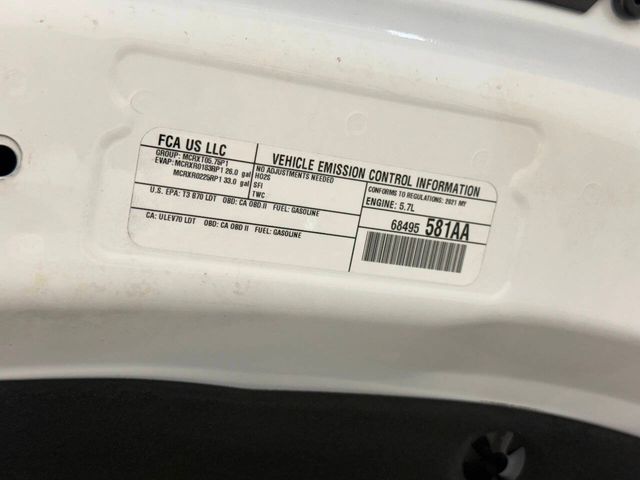 FCA US LLC
GROUP: MCRXT05.75P1
EVAP: MCRXR0183RP1 26.0 gal
MCRXR0225RP1 33.0 gal
VEHICLE EMISSION CONTROL INFORMATION
NO ADJUSTMENTS NEEDED
HO2S
SFI
TWC
CONFORMS TO REGULATIONS: 2021 MY
ENGINE: 5.7L
U.S. EPA: T3 B70 LDT OBD: CA OBD II FUEL: GASOLINE
CA: ULEV70 LDT OBD: CA OBD II FUEL: GASOLINE
68495 581AA